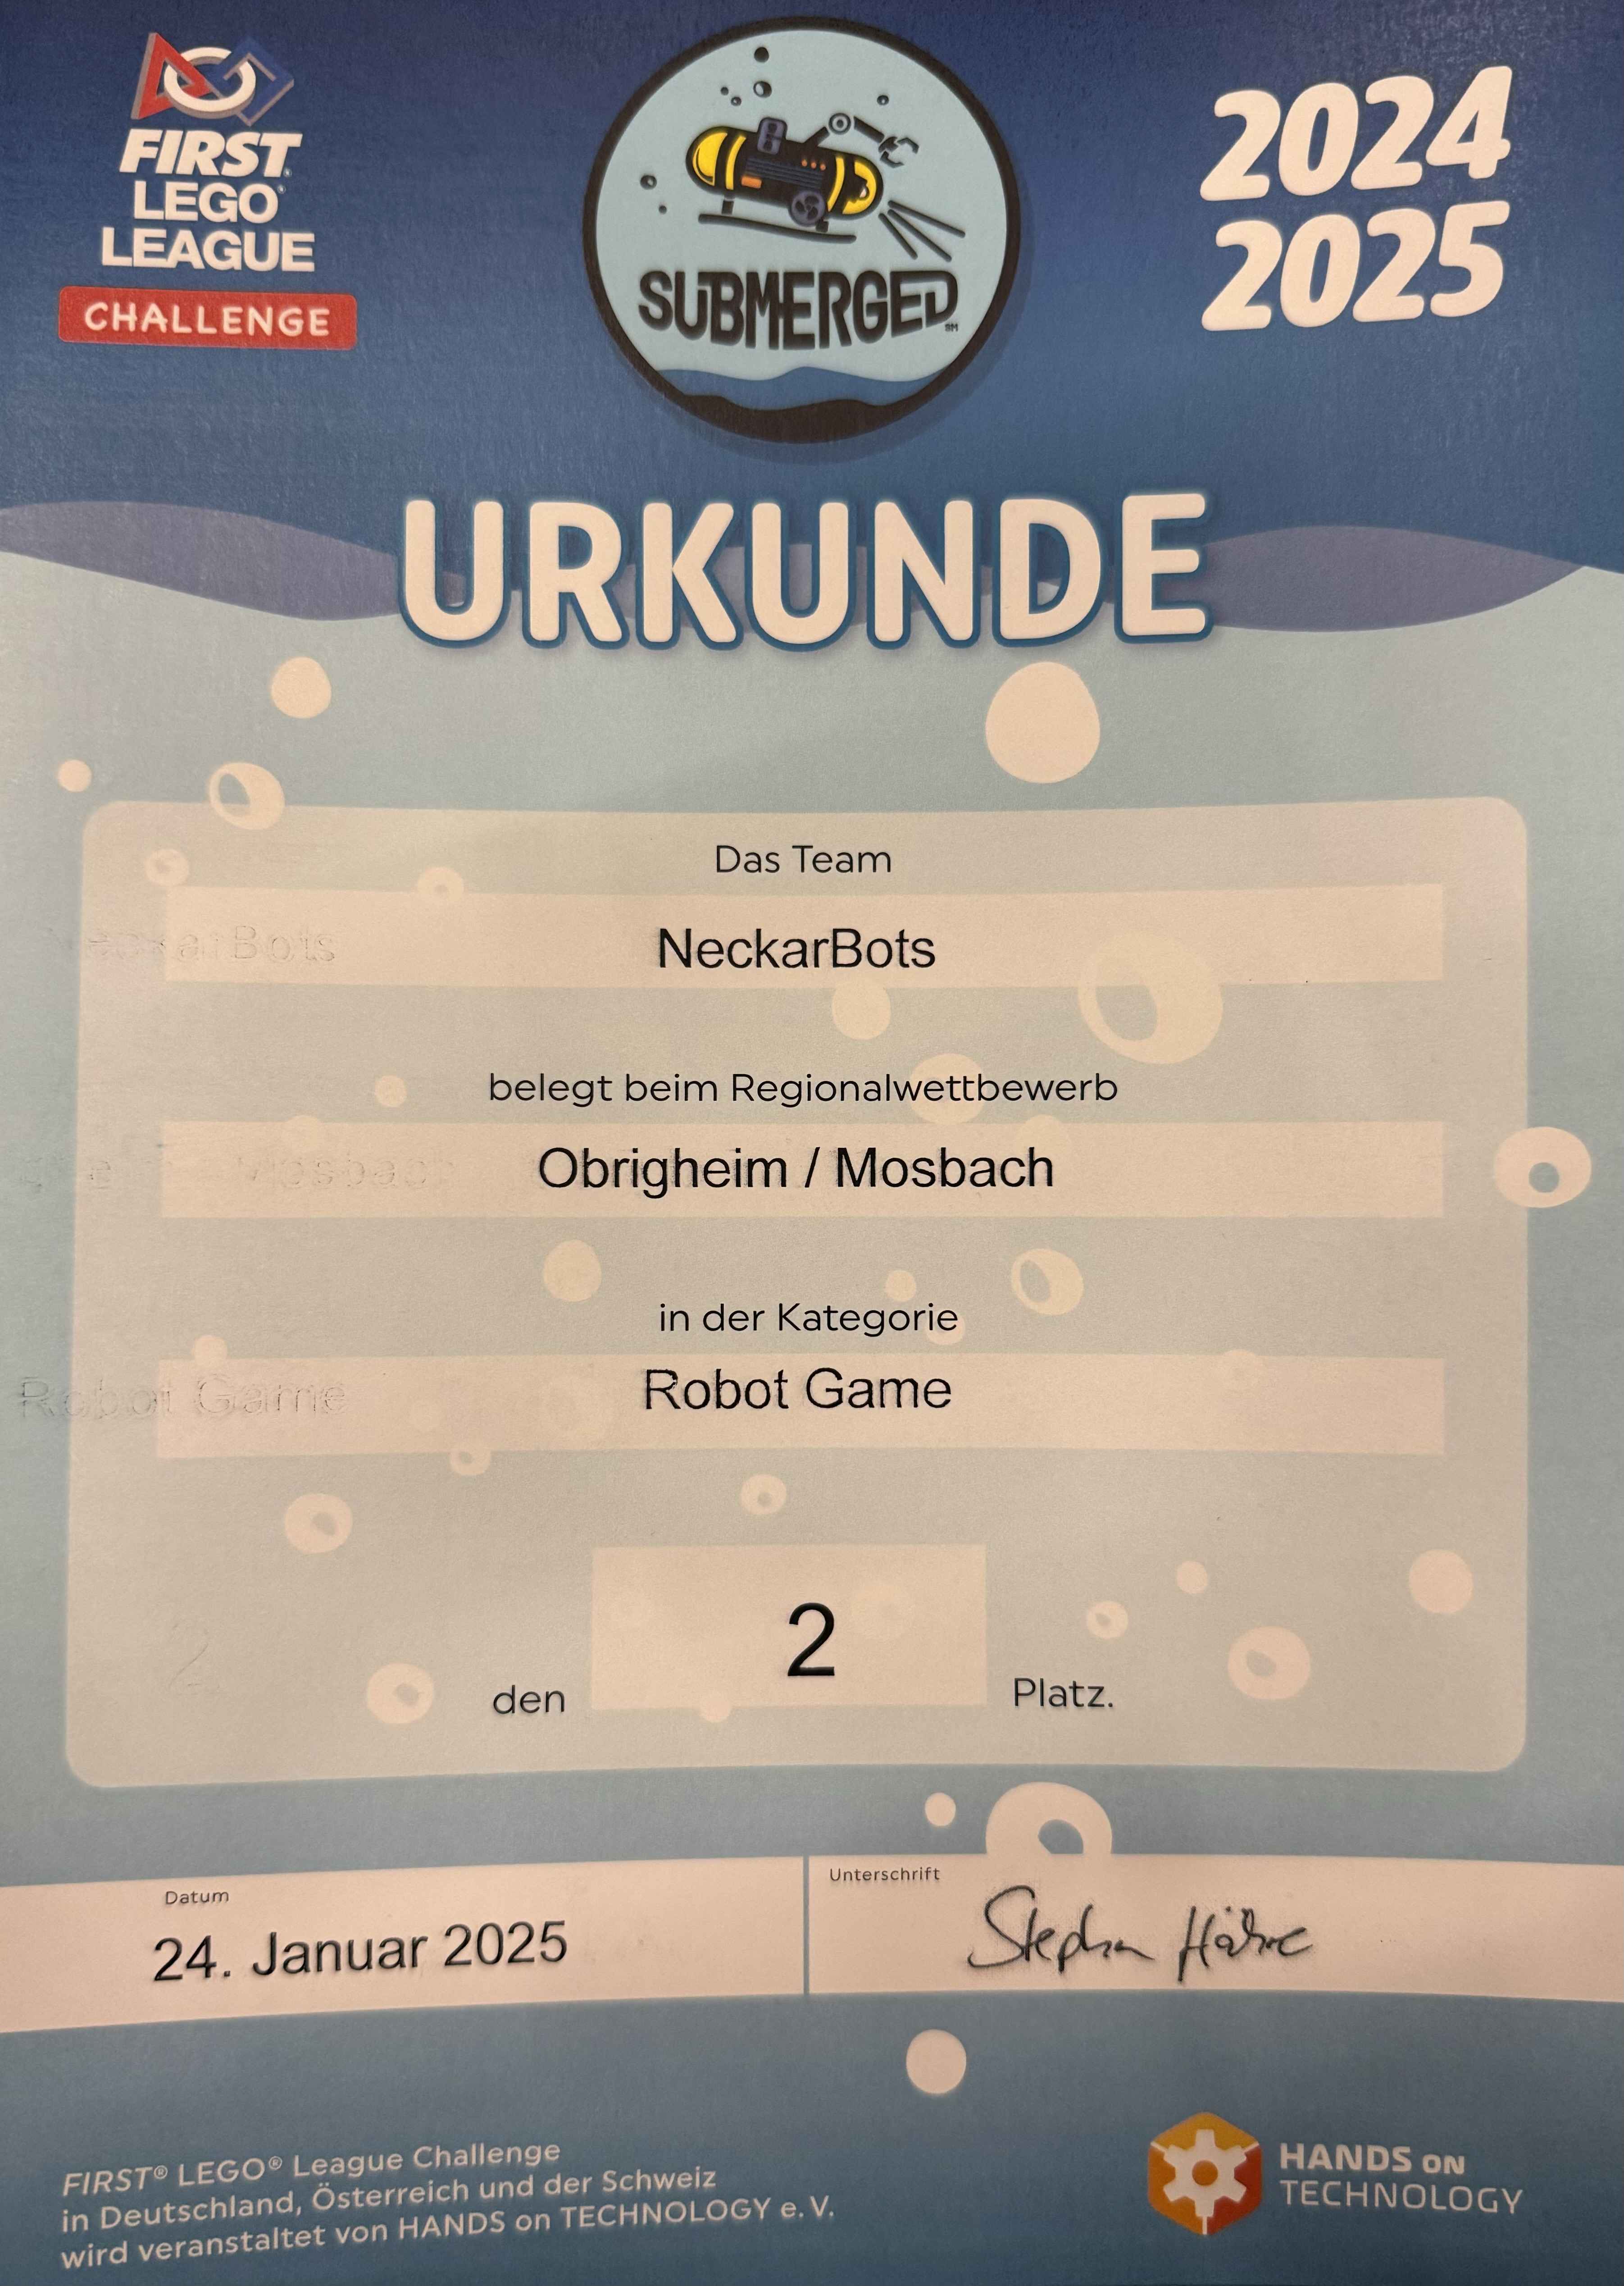 FIRST®
LEGO®
LEAGUE
CHALLENGE
SUBMERGED℠
2024
2025
URKUNDE
Das Team
NeckarBots
belegt beim Regionalwettbewerb
Obrigheim / Mosbach
in der Kategorie
Robot Game
den 2 Platz.
Datum
24. Januar 2025
Unterschrift
Stephan
FIRST® LEGO® League Challenge
in Deutschland, Österreich und der Schweiz
wird veranstaltet von HANDS on TECHNOLOGY e. V.
HANDS ON
TECHNOLOGY